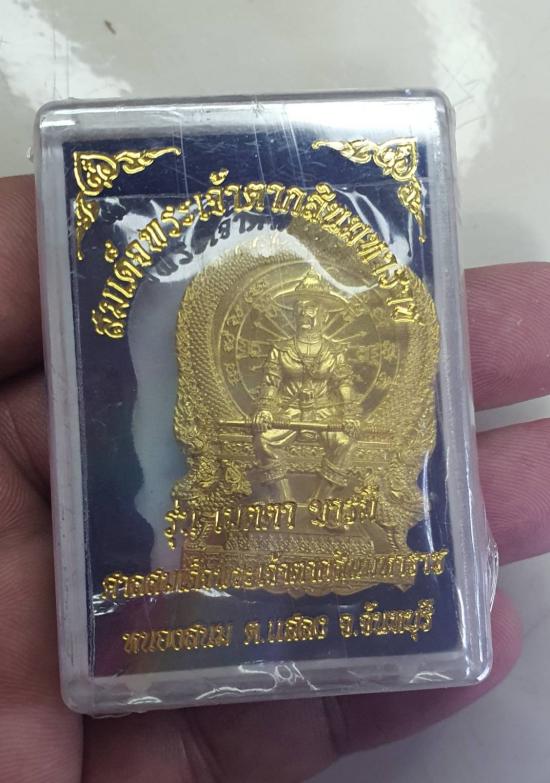 สมเด็จพระเจ้าตากสินมหาราช
รุ่น เมตตา บารมี
ศาลสมเด็จพระเจ้าตากสินมหาราช
หนองสนม ต.แสลง จ.จันทบุรี